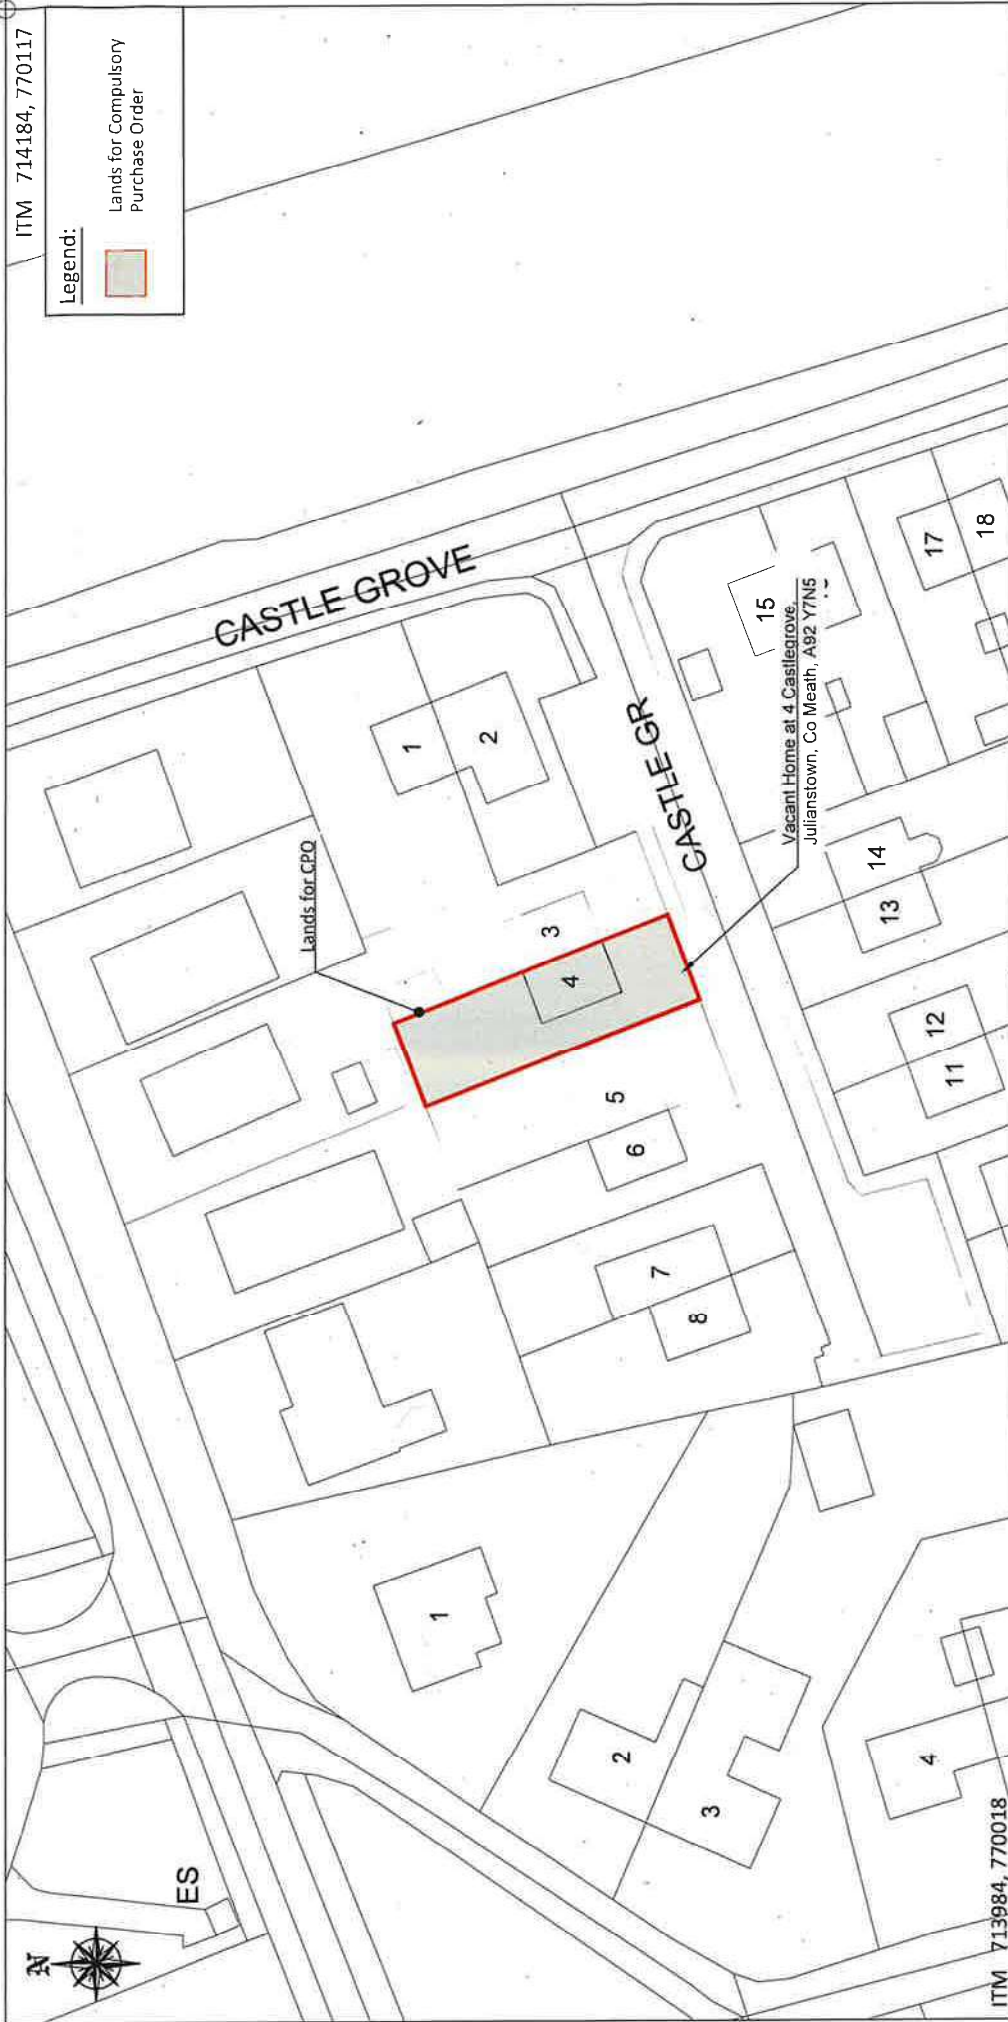 ITM 714184, 770117
Legend:
Lands for Compulsory
Purchase Order
N
ES
CASTLE GROVE
Lands for CPO
1
2
3
4
5
6
7
8
CASTLE GR
Vacant Home at 4 Castlegrove,
Julianstown, Co Meath, A92 Y7N5
15
17
18
14
13
12
11
1
2
3
4
ITM 713984, 770018